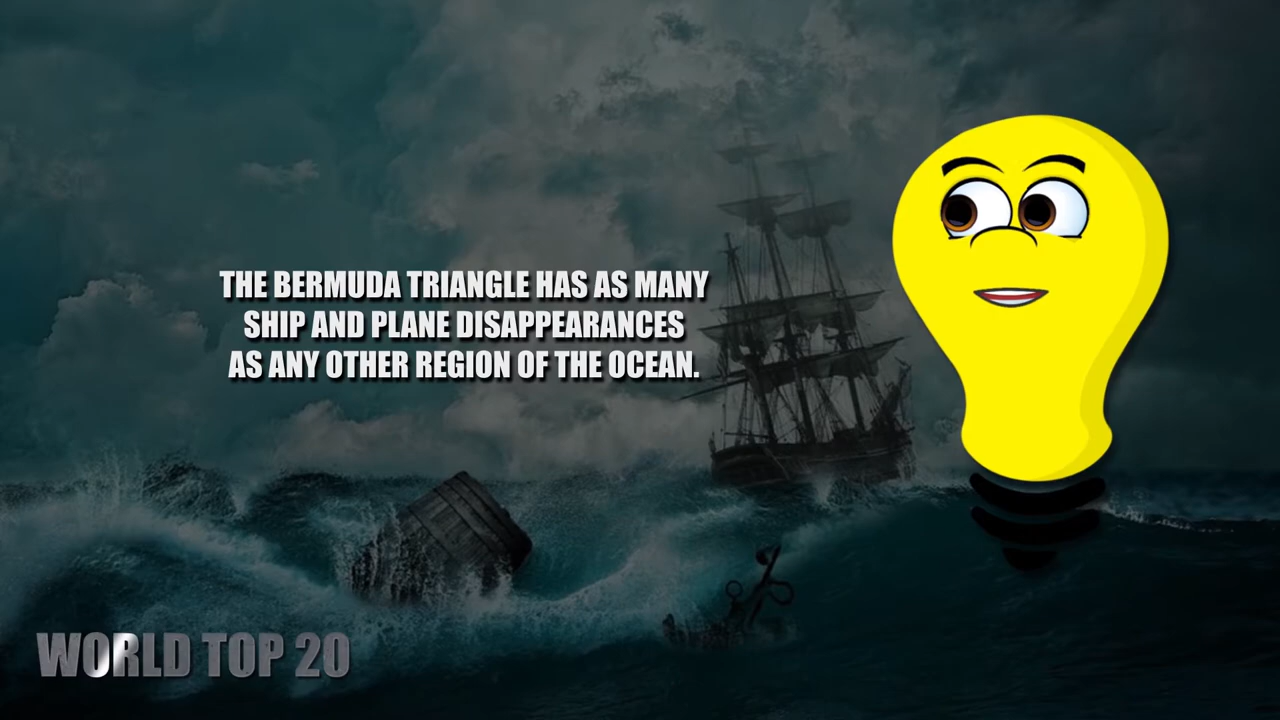 THE BERMUDA TRIANGLE HAS AS MANY
SHIP AND PLANE DISAPPEARANCES
AS ANY OTHER REGION OF THE OCEAN.
WORLD TOP 20